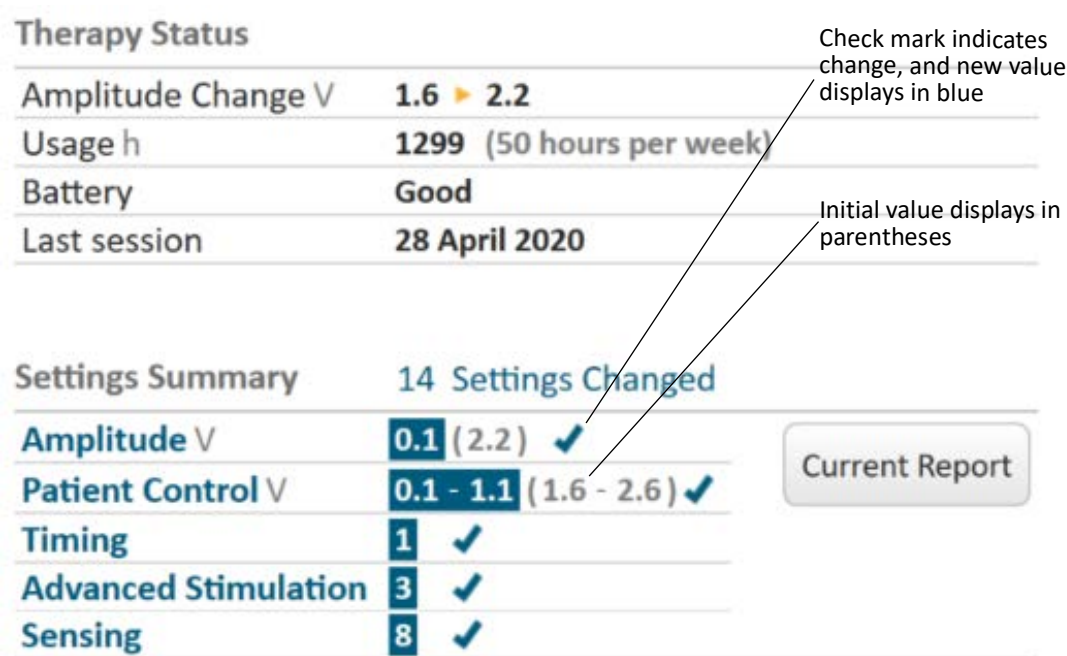 Therapy Status
Check mark indicates
change, and new value
displays in blue
Amplitude Change V 1.6 ► 2.2
Usage h 1299 (50 hours per week)
Battery Good
Last session 28 April 2020
Initial value displays in
parentheses
Settings Summary 14 Settings Changed
Amplitude V 0.1 (2.2) ✔
Patient Control V 0.1 - 1.1 (1.6 - 2.6) ✔
Timing 1 ✔
Advanced Stimulation 3 ✔
Sensing 8 ✔
Current Report